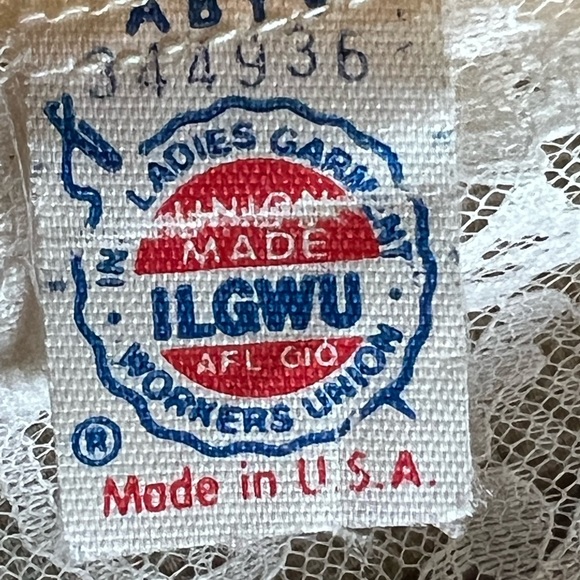 344936
LADIES GARMENT
UNION
MADE
ILGWU
AFL CIO
WORKERS UNION
®
Made in U.S.A.